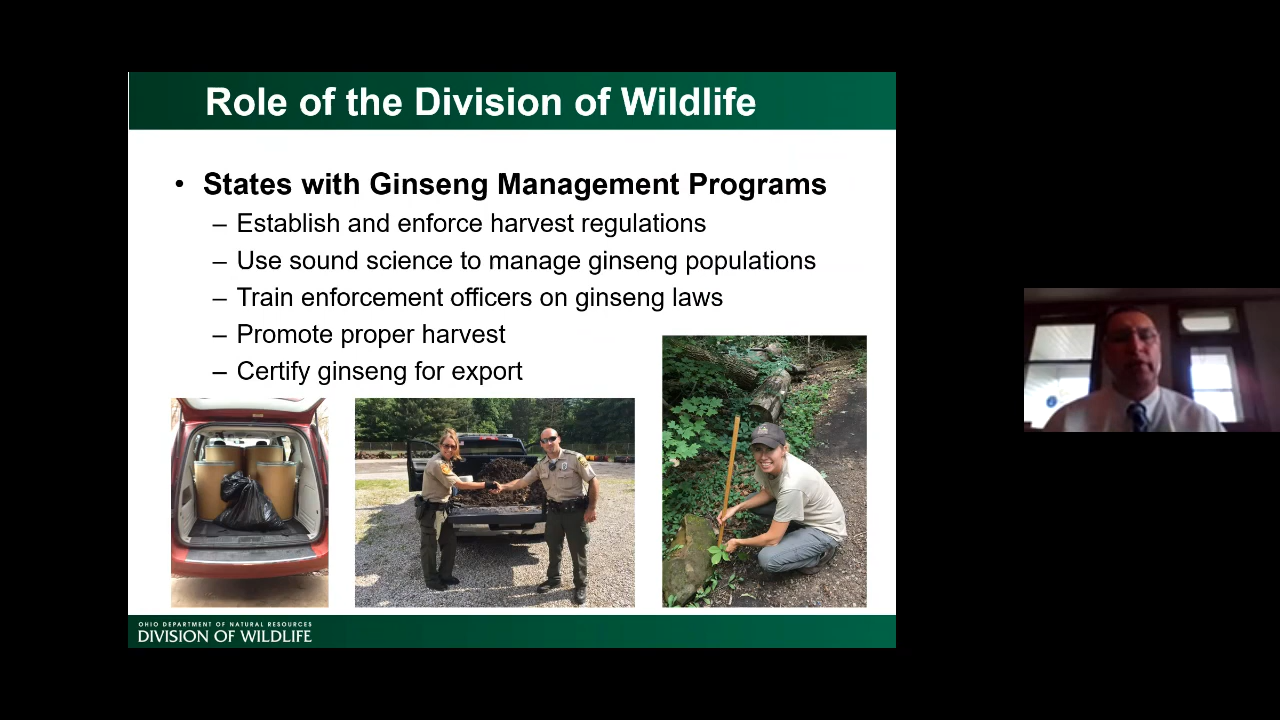 Role of the Division of Wildlife
• States with Ginseng Management Programs
– Establish and enforce harvest regulations
– Use sound science to manage ginseng populations
– Train enforcement officers on ginseng laws
– Promote proper harvest
– Certify ginseng for export
OHIO DEPARTMENT OF NATURAL RESOURCES
DIVISION OF WILDLIFE